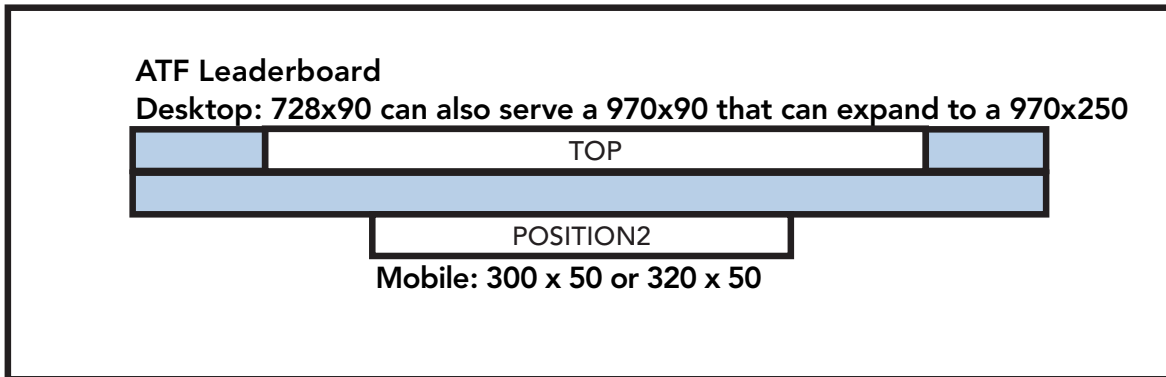 ATF Leaderboard
Desktop: 728x90 can also serve a 970x90 that can expand to a 970x250
TOP
POSITION2
Mobile: 300 x 50 or 320 x 50